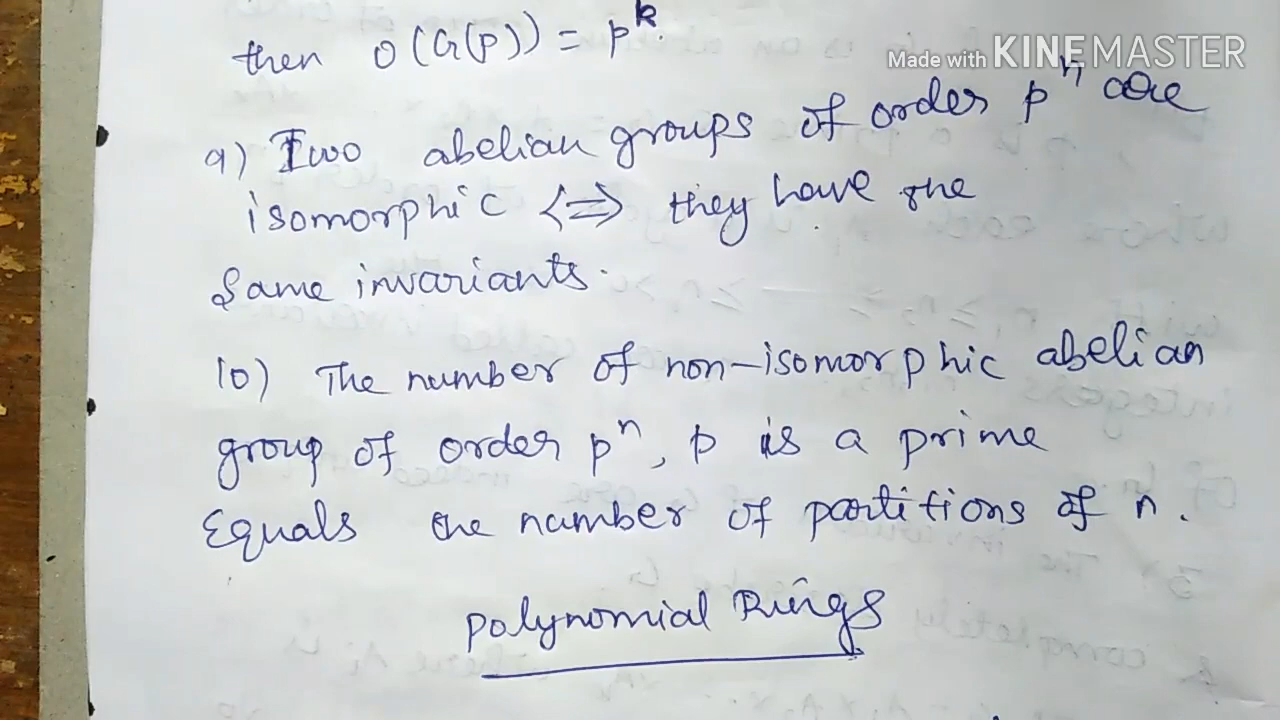 then O(G(p)) = p^k.
Made with KINEMASTER
9) Two abelian groups of order p^n are
isomorphic <=> they have the
Same invariants.
10) The number of non-isomorphic abelian
group of order p^n, p is a prime
Equals the number of partitions of n.
Polynomial Rings